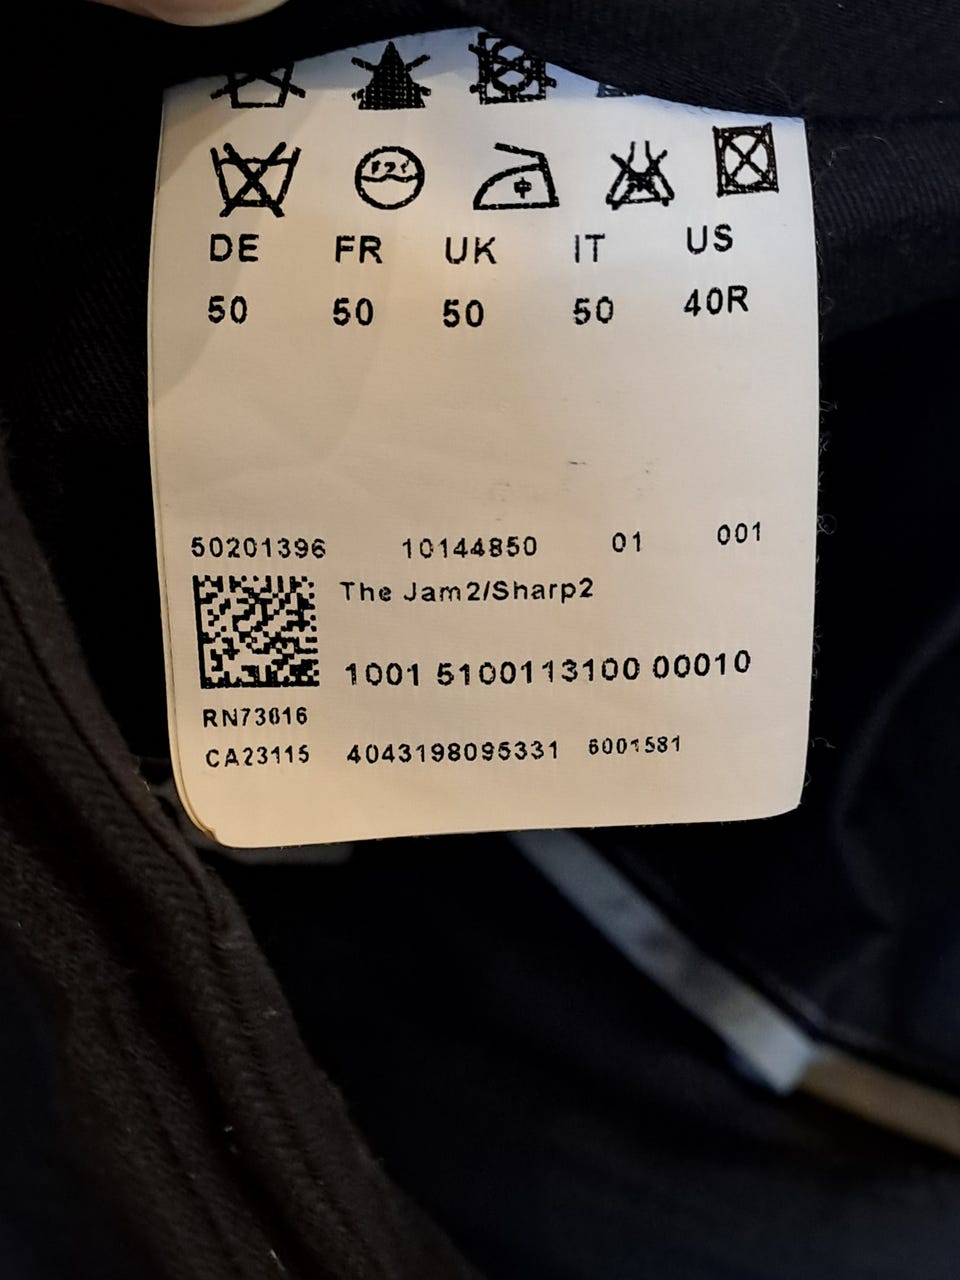 DE FR UK IT US
50 50 50 50 40R
50201396 10144850 01 001
The Jam2/Sharp2
1001 5100113100 00010
RN73616
CA23115 4043198095331 6001581